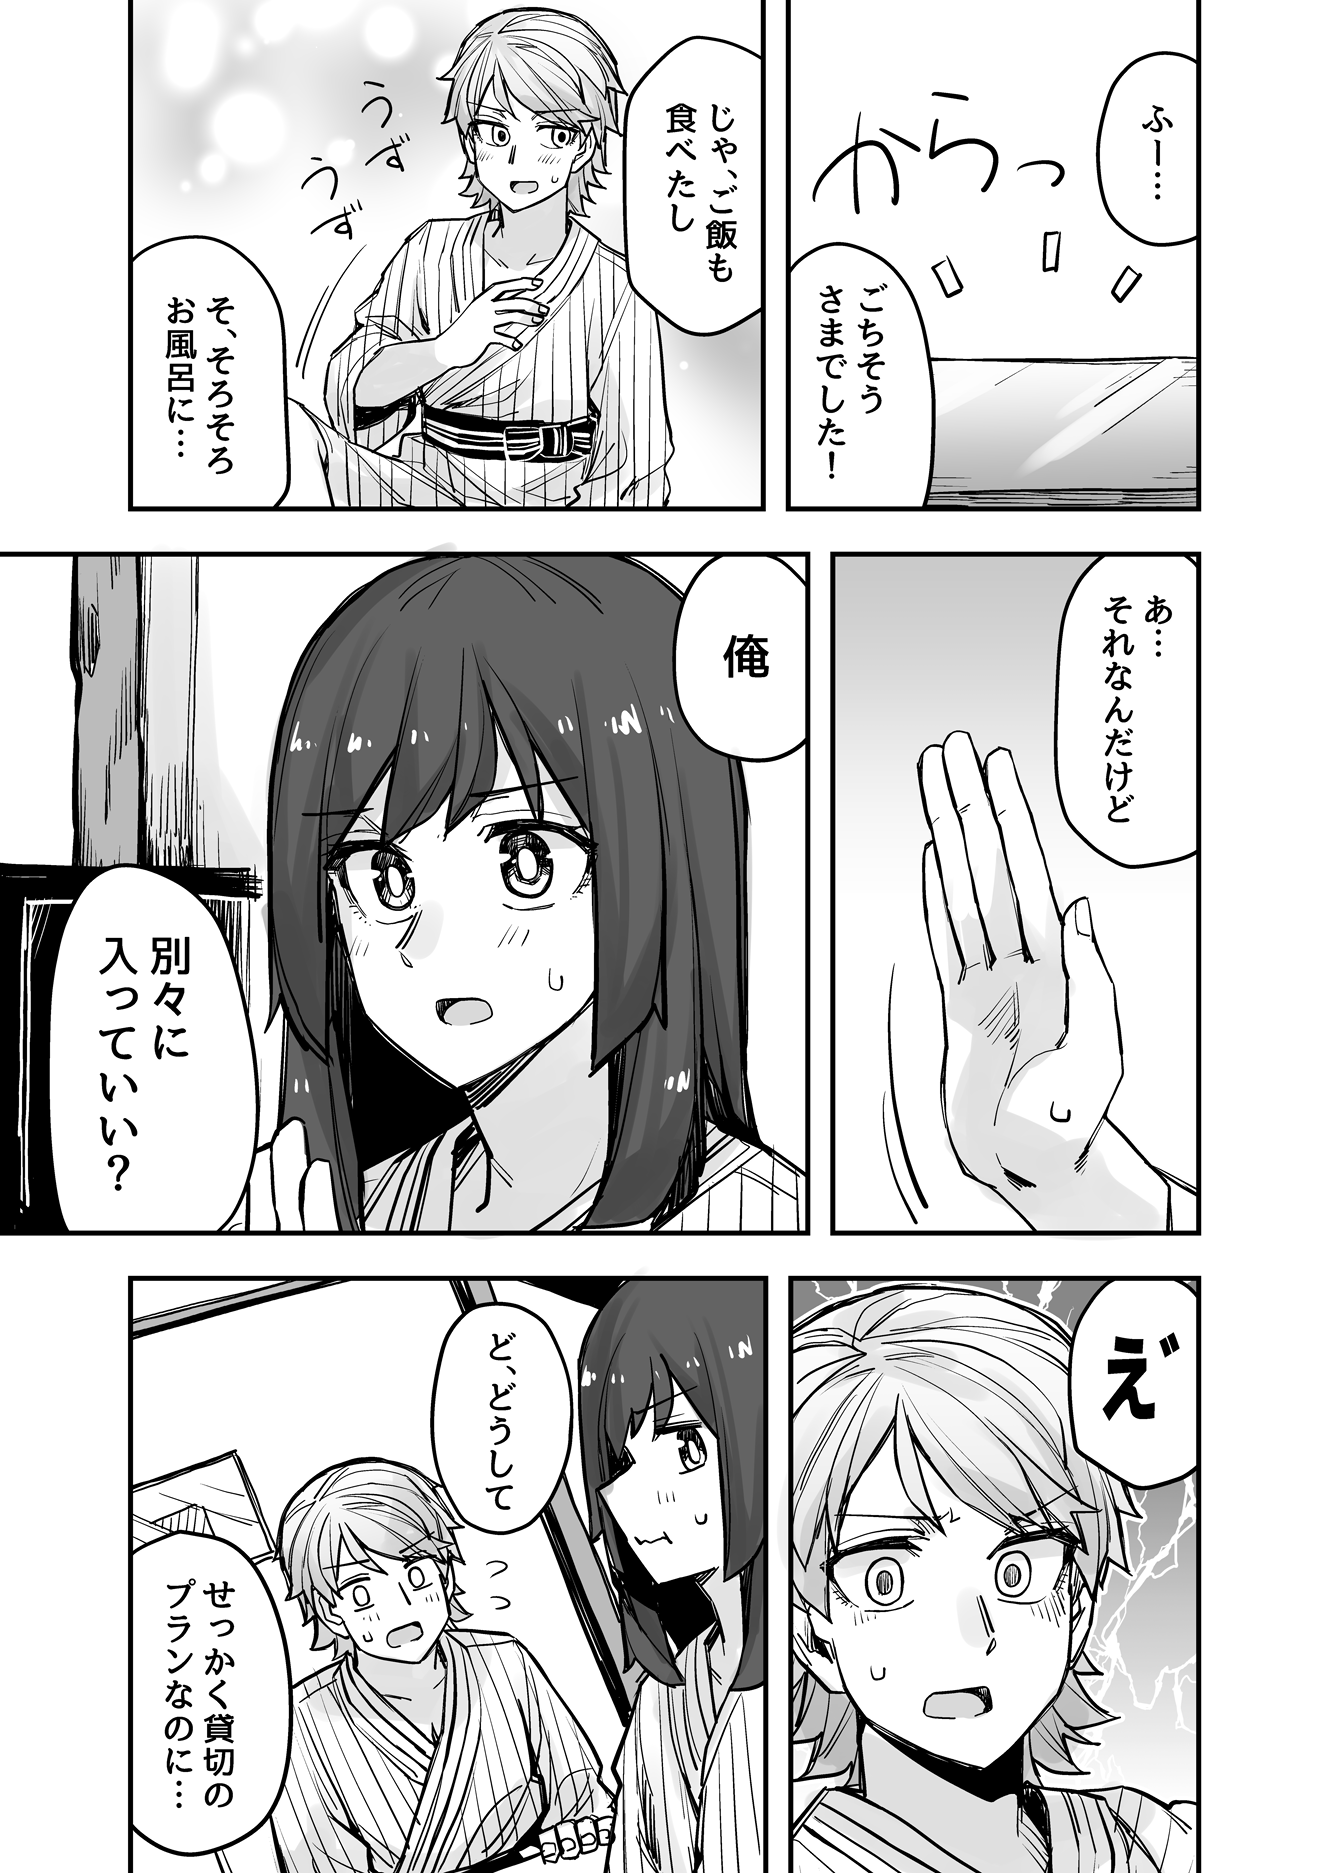 ふー…
からっ
ごちそう
さまでした！
じゃ、ご飯も
食べたし
うず
うず
そ、そろそろ
お風呂に…
あ…
それなんだけど
俺
別々に
入っていい？
え゛
ど、どうして
せっかく貸切の
プランなのに…